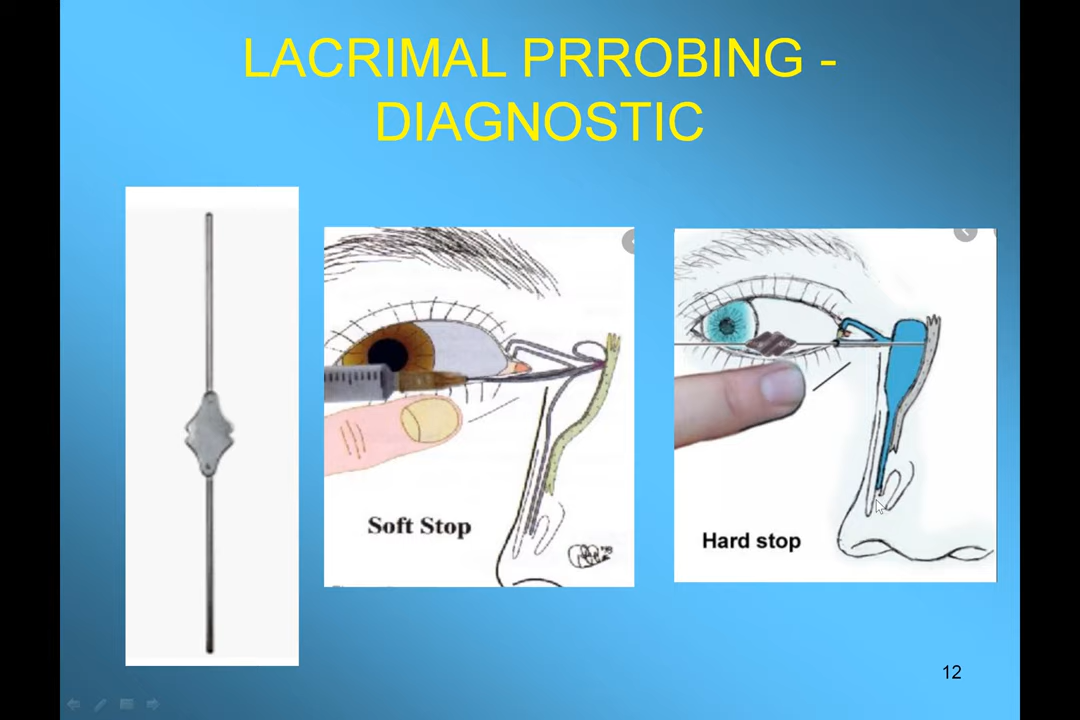 LACRIMAL PRROBING -
DIAGNOSTIC
Soft Stop
Hard stop
12